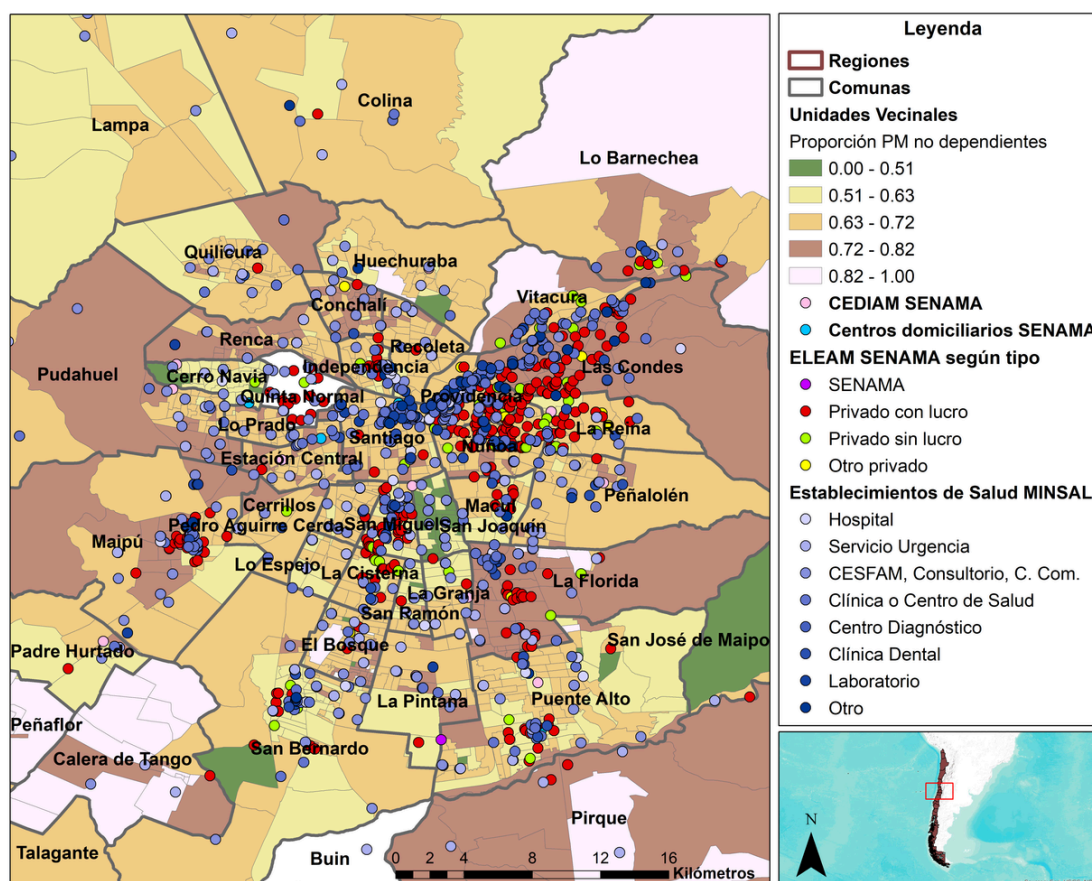 Colina
Lampa
Lo Barnechea
Quilicura
Huechuraba
Vitacura
Conchalí
Renca
Recoleta
Independencia
Las Condes
Pudahuel
Cerro Navia
Quinta Normal
Providencia
Lo Prado
Santiago
La Reina
Ñuñoa
Estación Central
Peñalolén
Cerrillos
Macul
Pedro Aguirre Cerda
San Miguel
San Joaquín
Maipú
Lo Espejo
La Cisterna
La Florida
La Granja
San Ramón
El Bosque
San José de Maipo
Padre Hurtado
La Pintana
Puente Alto
Peñaflor
San Bernardo
Calera de Tango
Pirque
Talagante
Buin
0 2 4 8 12 16
Kilómetros
Leyenda
Regiones
Comunas
Unidades Vecinales
Proporción PM no dependientes
0.00 - 0.51
0.51 - 0.63
0.63 - 0.72
0.72 - 0.82
0.82 - 1.00
CEDIAM SENAMA
Centros domiciliarios SENAMA
ELEAM SENAMA según tipo
SENAMA
Privado con lucro
Privado sin lucro
Otro privado
Establecimientos de Salud MINSAL
Hospital
Servicio Urgencia
CESFAM, Consultorio, C. Com.
Clínica o Centro de Salud
Centro Diagnóstico
Clínica Dental
Laboratorio
Otro
N